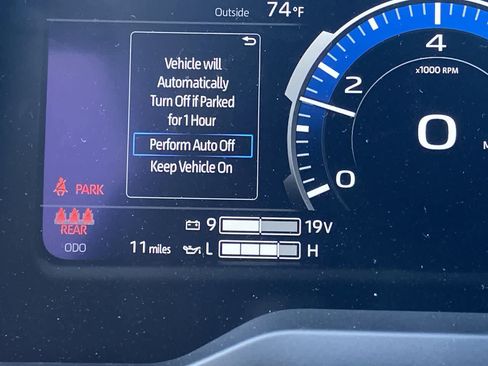 Outside 74°F
Vehicle will
Automatically
Turn Off if Parked
for 1 Hour
Perform Auto Off
Keep Vehicle On
PARK
REAR
ODO 11 miles
9 19V
L H
4
x1000 RPM
2
0
0
M